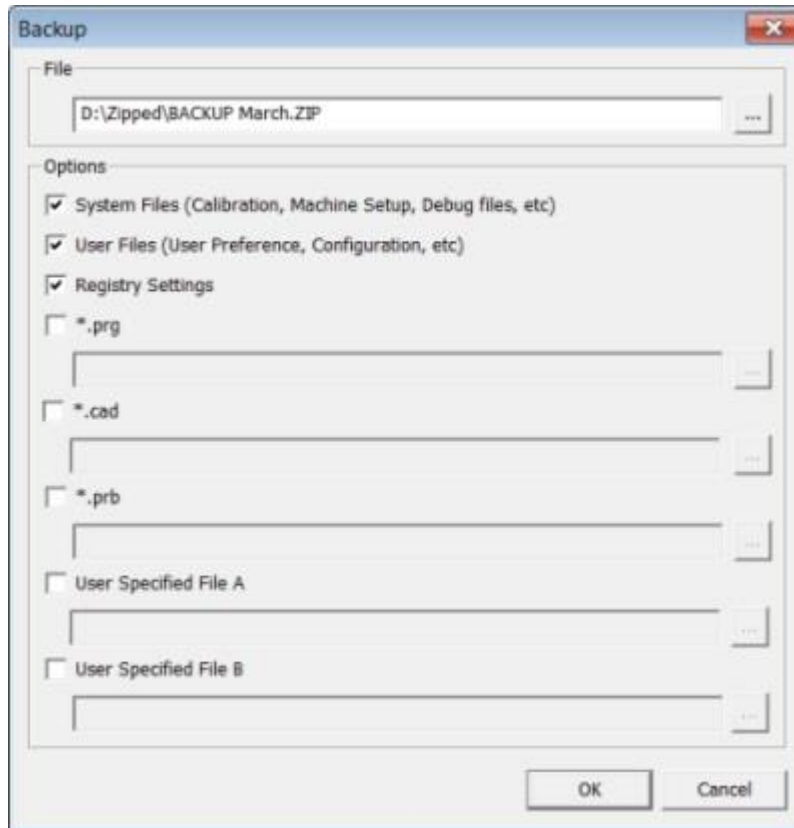 Backup
File
D:\Zipped\BACKUP March.ZIP
...
Options
System Files (Calibration, Machine Setup, Debug files, etc)
User Files (User Preference, Configuration, etc)
Registry Settings
*.prg
...
*.cad
...
*.prb
...
User Specified File A
...
User Specified File B
...
OK Cancel